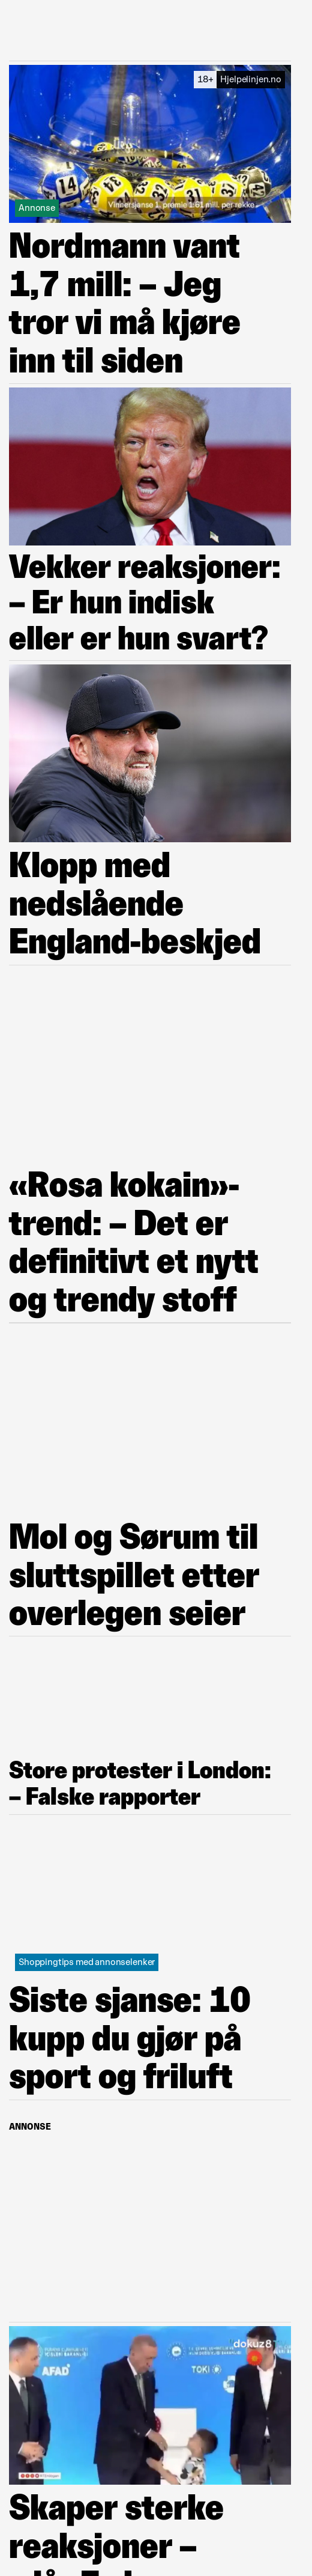 18+ Hjelpelinjen.no
14
33
37
Annonse
Vinnersjanse 1. premie 1:61 mill. per rekke.
Nordmann vant
1,7 mill: – Jeg
tror vi må kjøre
inn til siden
Vekker reaksjoner:
– Er hun indisk
eller er hun svart?
Klopp med
nedslående
England-beskjed
«Rosa kokain»-
trend: – Det er
definitivt et nytt
og trendy stoff
Mol og Sørum til
sluttspillet etter
overlegen seier
Store protester i London:
– Falske rapporter
Shoppingtips med annonselenker
Siste sjanse: 10
kupp du gjør på
sport og friluft
ANNONSE
dokuz8
AFAD
TOKİ
Skaper sterke
reaksjoner –